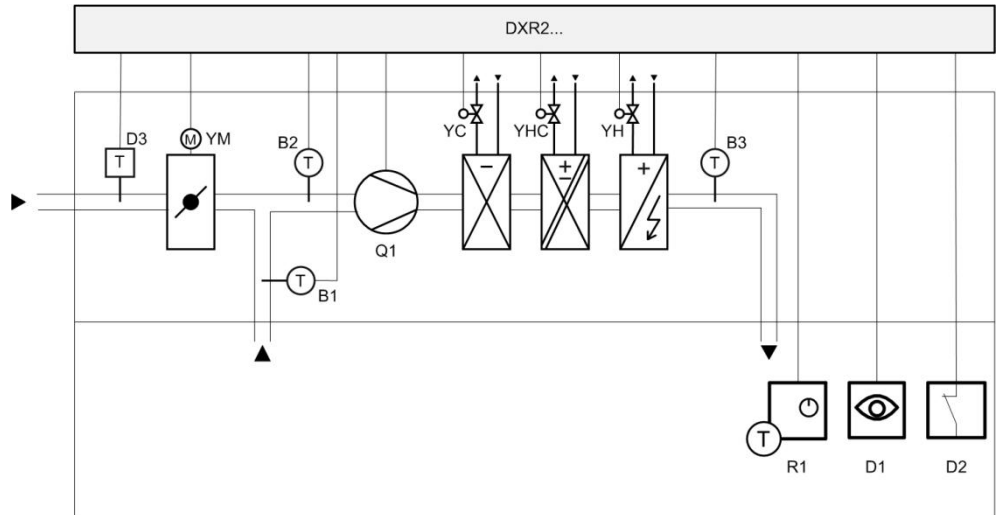 DXR2...
D3
T
M
YM
B2
T
YC
YHC
YH
B3
T
−
±
+
Q1
T
B1
T
R1
D1
D2